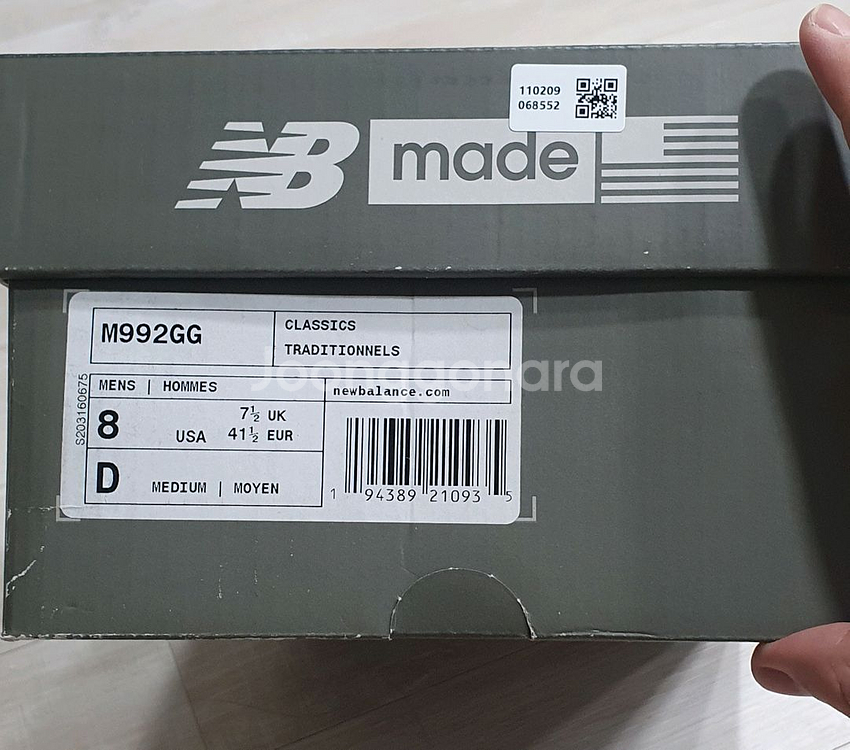 110209
068552
NB
made
M992GG
CLASSICS
TRADITIONNELS
Joonggonara
MENS | HOMMES
newbalance.com
8
7½ UK
USA 41½ EUR
D
MEDIUM | MOYEN
S203160675
1 94389 21093 5